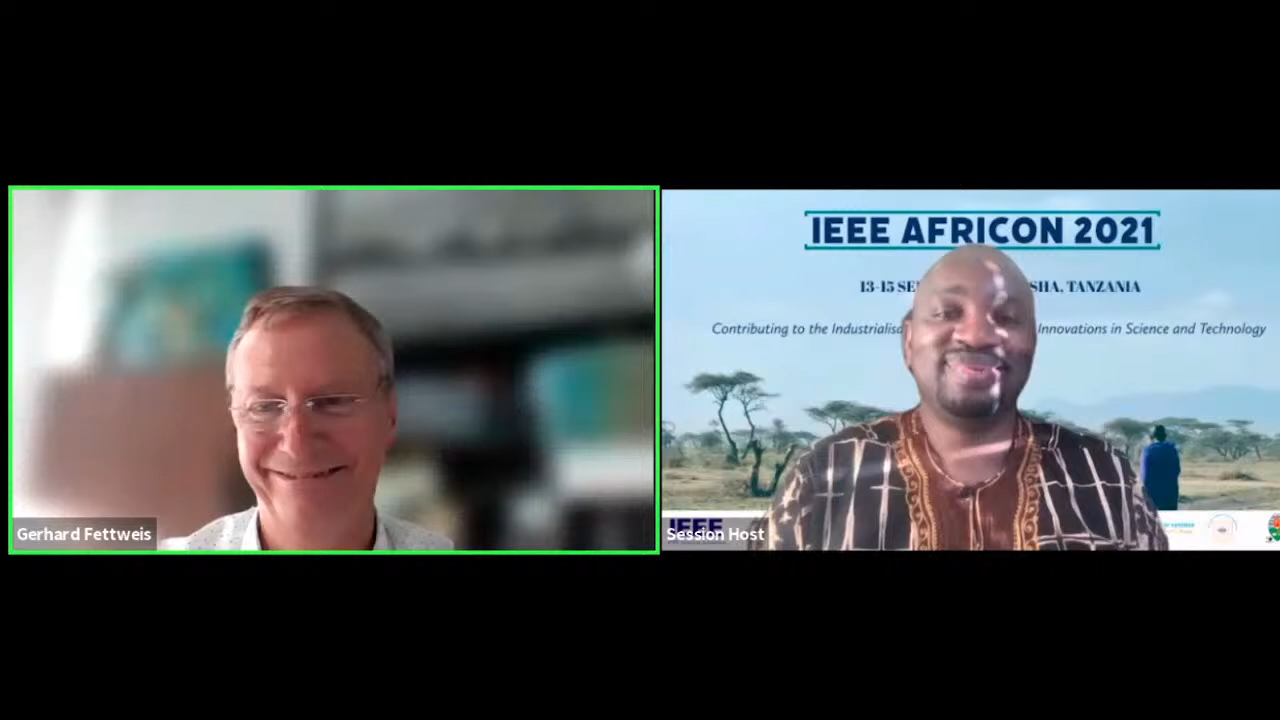 IEEE AFRICON 2021
13-15 SE SHA, TANZANIA
Contributing to the Industrialisa Innovations in Science and Technology
Gerhard Fettweis
IEEE
Session Host